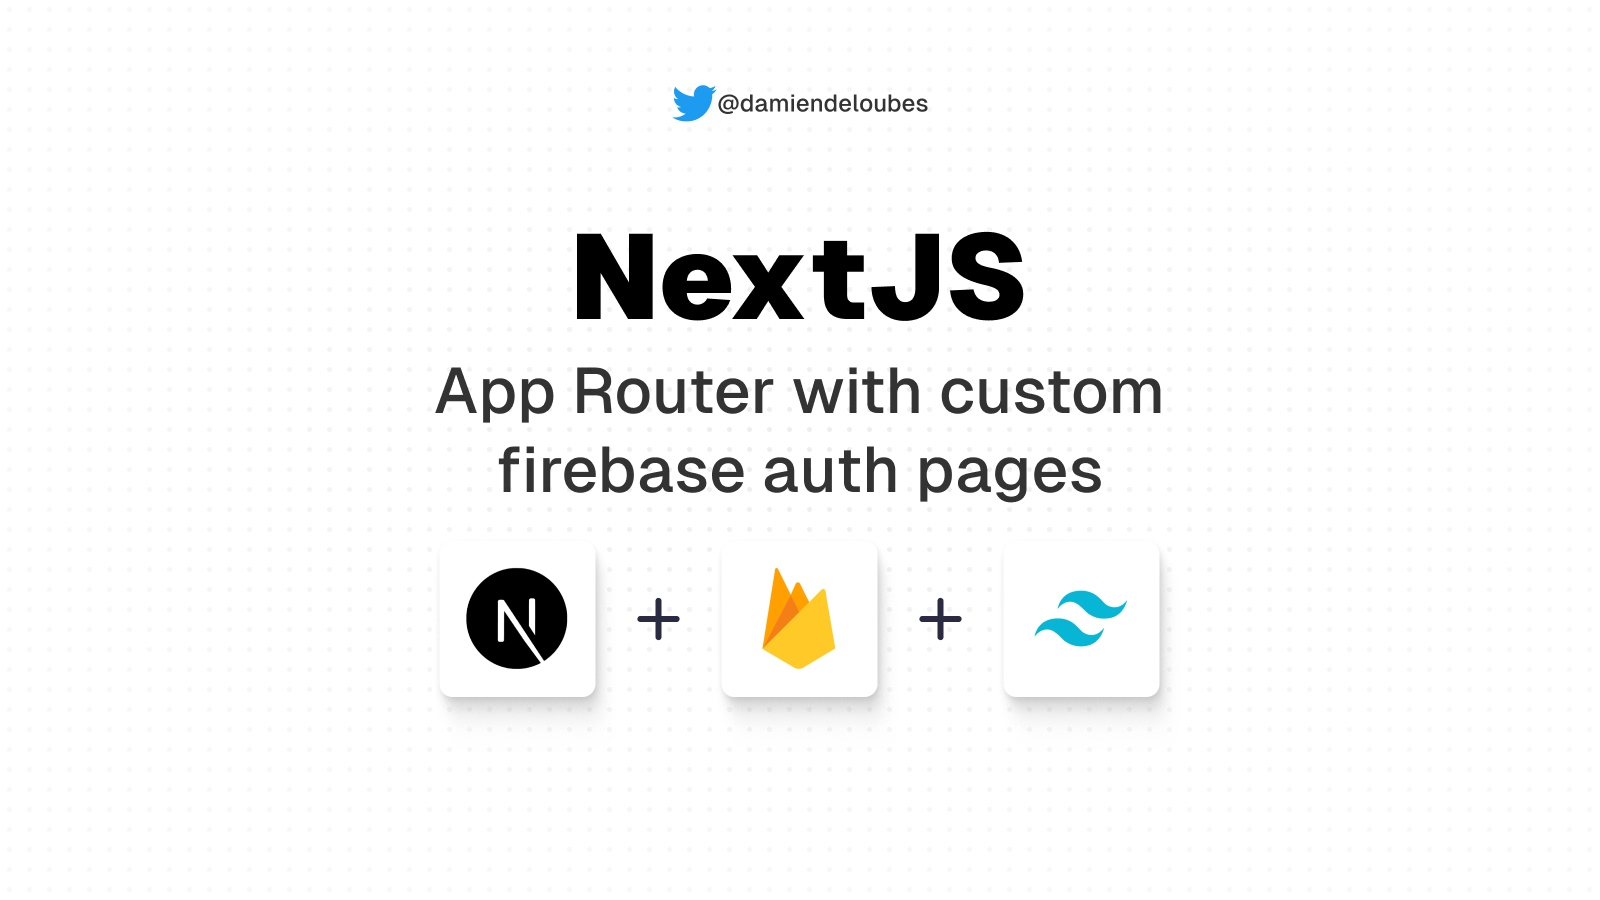 @damiendeloubes
NextJS
App Router with custom
firebase auth pages
N